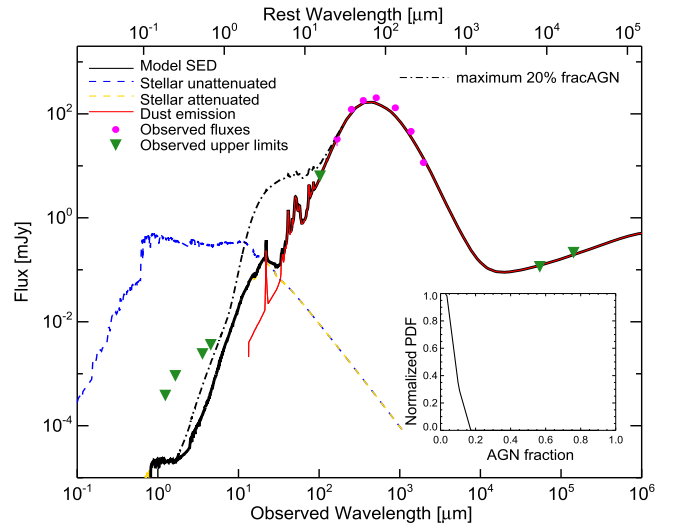 Rest Wavelength [μm]
10⁻¹ 10⁰ 10¹ 10² 10³ 10⁴ 10⁵
Model SED
Stellar unattenuated
Stellar attenuated
Dust emission
Observed fluxes
Observed upper limits
maximum 20% fracAGN
Flux [mJy]
10²
10⁰
10⁻²
10⁻⁴
Normalized PDF
1.0
0.8
0.6
0.4
0.2
0.0
0.0 0.2 0.4 0.6 0.8 1.0
AGN fraction
10⁻¹ 10⁰ 10¹ 10² 10³ 10⁴ 10⁵ 10⁶
Observed Wavelength [μm]